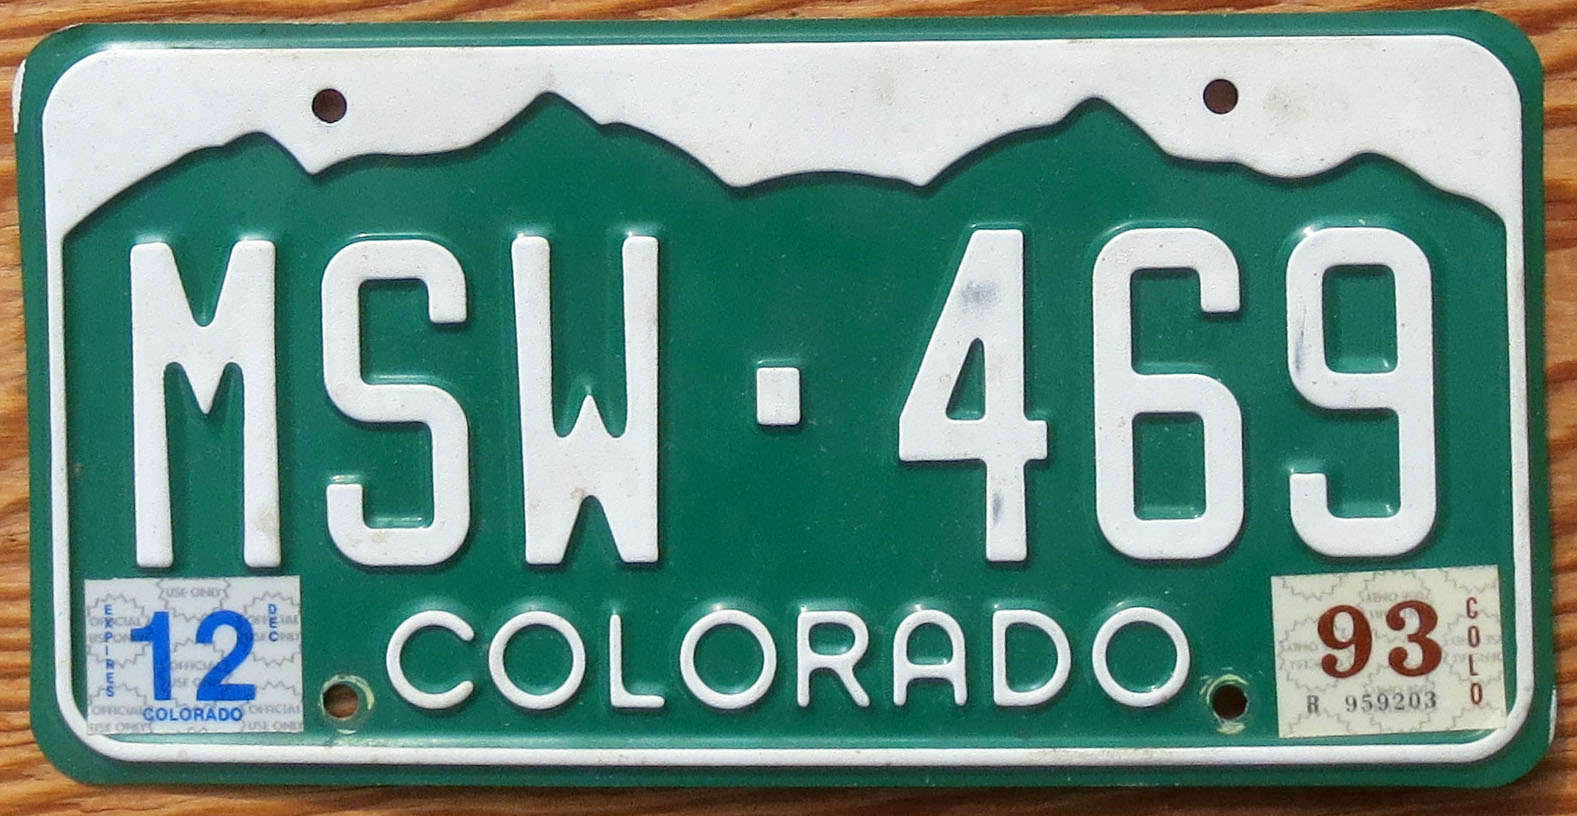 MSW·469
EXPIRES
12
DEC
COLORADO
COLORADO
93
COLO
R 959203